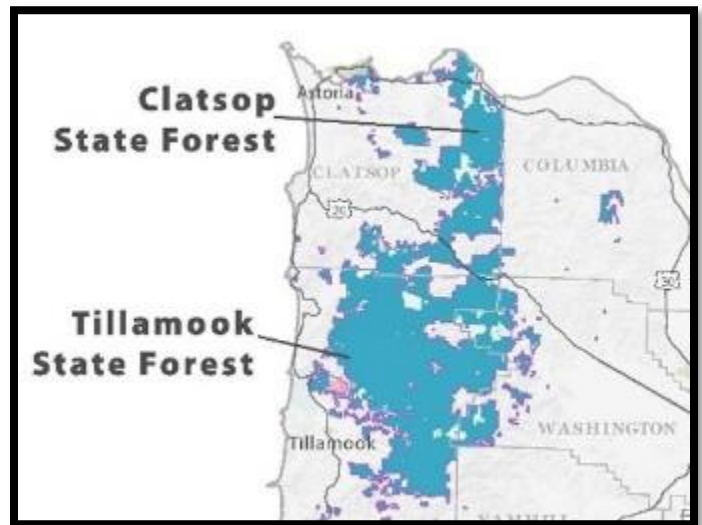 Clatsop
State Forest
Astoria
CLATSOP
COLUMBIA
26
30
Tillamook
State Forest
Tillamook
WASHINGTON